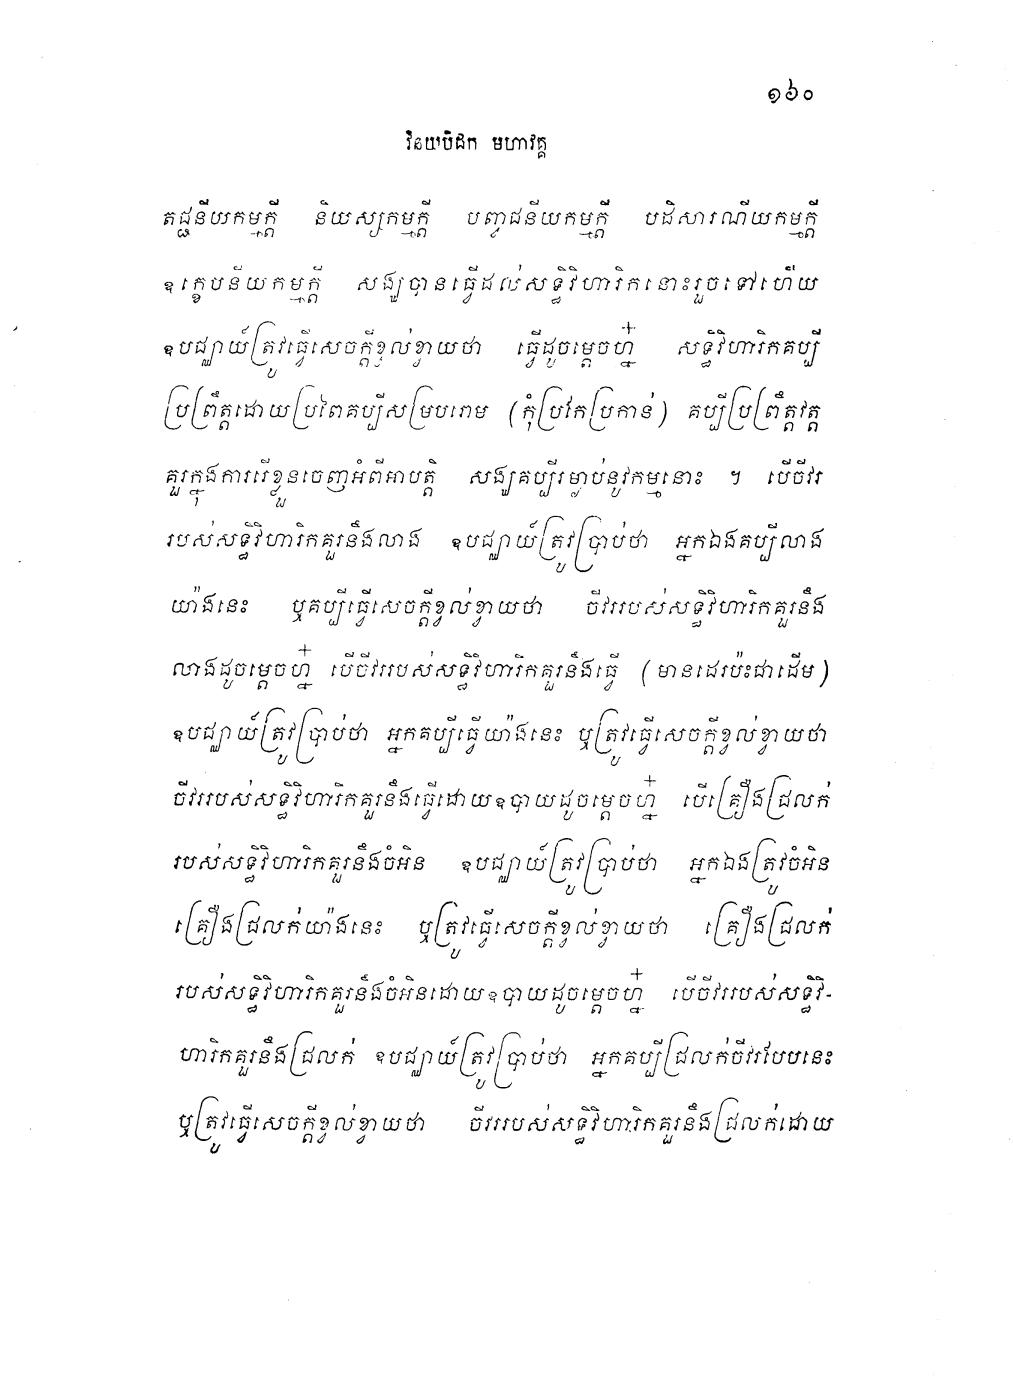 ១៦០
វិនយបិដក មហាវគ្គ
តជ្ជនីយកម្មក្តី និយស្សកម្មក្តី បញ្ចជនីយកម្មក្តី បដិសារណីយកម្មក្តី
ឧក្ខេបនីយកម្មក្តី សង្ឃបានធ្វើដល់សទ្ធិវិហារិកនោះរួចទៅហើយ
ឧបជ្ឈាយ៍ត្រូវធ្វើសេចក្តីខ្វល់ខ្វាយថា ធ្វើដូចម្តេចហ្ន៎ សទ្ធិវិហារិកគប្បី
ប្រព្រឹត្តដោយប្រពៃគប្បីសម្របរោម (កុំប្រកែកប្រកាន់) គប្បីប្រព្រឹត្តវត្ត
គួរក្នុងការរើខ្លួនចេញអំពីអាបត្តិ សង្ឃគប្បីរម្ងាប់នូវកម្មនោះ ។ បើចីវរ
របស់សទ្ធិវិហារិកគួរនឹងលាង ឧបជ្ឈាយ៍ត្រូវប្រាប់ថា អ្នកឯងគប្បីលាង
យ៉ាងនេះ ឬគប្បីធ្វើសេចក្តីខ្វល់ខ្វាយថា ចីវររបស់សទ្ធិវិហារិកគួរនឹង
លាងដូចម្តេចហ្ន៎ បើចីវររបស់សទ្ធិវិហារិកគួរនឹងធ្វើ (មានដេរប៉ះជាដើម)
ឧបជ្ឈាយ៍ត្រូវប្រាប់ថា អ្នកគប្បីធ្វើយ៉ាងនេះ ឬត្រូវធ្វើសេចក្តីខ្វល់ខ្វាយថា
ចីវររបស់សទ្ធិវិហារិកគួរនឹងធ្វើដោយឧបាយដូចម្តេចហ្ន៎ បើគ្រឿងជ្រលក់
របស់សទ្ធិវិហារិកគួរនឹងចំអិន ឧបជ្ឈាយ៍ត្រូវប្រាប់ថា អ្នកឯងត្រូវចំអិន
គ្រឿងជ្រលក់យ៉ាងនេះ ឬត្រូវធ្វើសេចក្តីខ្វល់ខ្វាយថា គ្រឿងជ្រលក់
របស់សទ្ធិវិហារិកគួរនឹងចំអិនដោយឧបាយដូចម្តេចហ្ន៎ បើចីវររបស់សទ្ធិវិ-
ហារិកគួរនឹងជ្រលក់ ឧបជ្ឈាយ៍ត្រូវប្រាប់ថា អ្នកគប្បីជ្រលក់ចីវរបែបនេះ
ឬត្រូវធ្វើសេចក្តីខ្វល់ខ្វាយថា ចីវររបស់សទ្ធិវិហារិកគួរនឹងជ្រលក់ដោយ